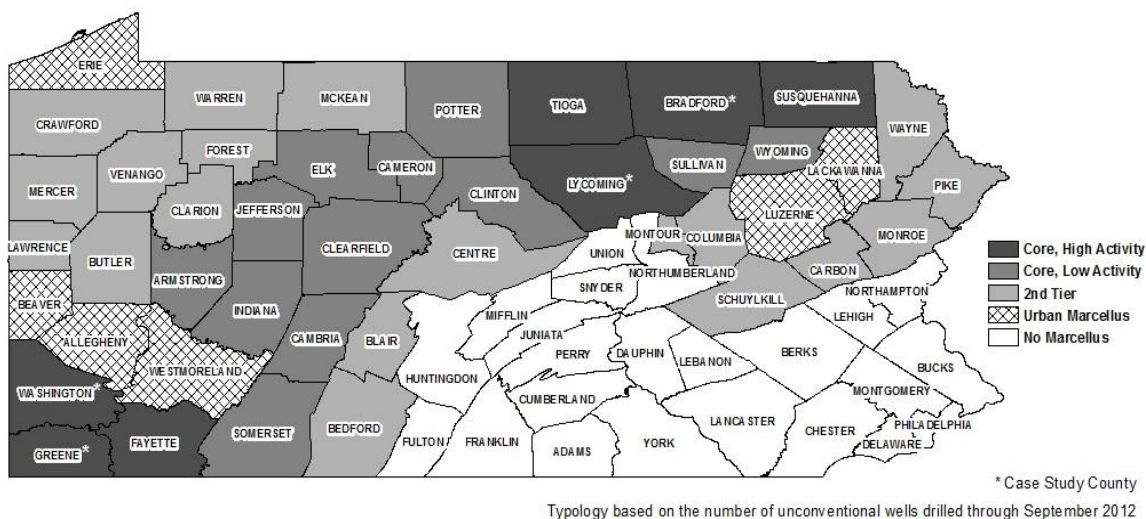 ERIE
WARREN
MCKEAN
POTTER
TIOGA
BRADFORD *
SUSQUEHANNA
WAYNE
CRAWFORD
FOREST
ELK
CAMERON
SULLIVAN
WYOMING
LACKAWANNA
MERCER
VENANGO
CLINTON
LYCOMING *
PIKE
CLARION
JEFFERSON
LUZERNE
LAWRENCE
BUTLER
CLEARFIELD
CENTRE
UNION
MONTOUR
COLUMBIA
MONROE
ARMSTRONG
NORTHUMBERLAND
CARBON
BEAVER
INDIANA
SNYDER
SCHUYLKILL
NORTHAMPTON
LEHIGH
ALLEGHENY
CAMBRIA
BLAIR
MIFFLIN
JUNIATA
PERRY
DAUPHIN
LEBANON
BERKS
BUCKS
WESTMORELAND
HUNTINGDON
CUMBERLAND
MONTGOMERY
WASHINGTON *
SOMERSET
BEDFORD
FULTON
FRANKLIN
ADAMS
YORK
LANCASTER
CHESTER
PHILADELPHIA
DELAWARE
GREENE *
FAYETTE
Core, High Activity
Core, Low Activity
2nd Tier
Urban Marcellus
No Marcellus
* Case Study County
Typology based on the number of unconventional wells drilled through September 2012